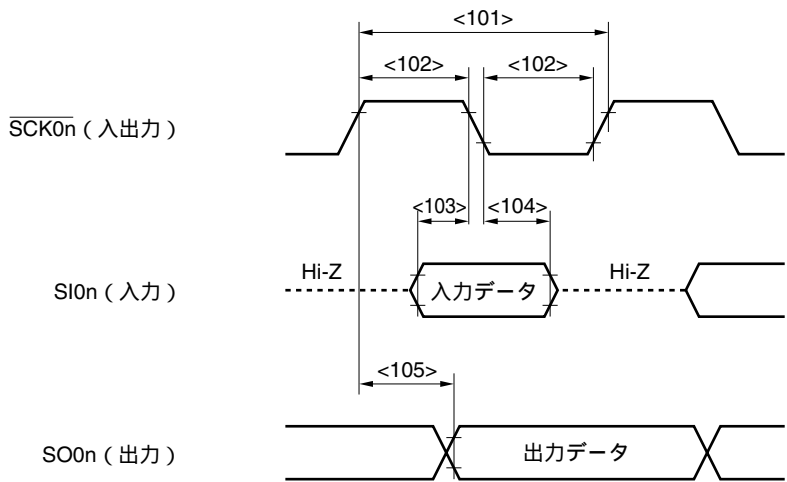 <101>
<102> <102>
SCK0n（入出力）
<103> <104>
Hi-Z Hi-Z
SI0n（入力） 入力データ
<105>
SO0n（出力） 出力データ